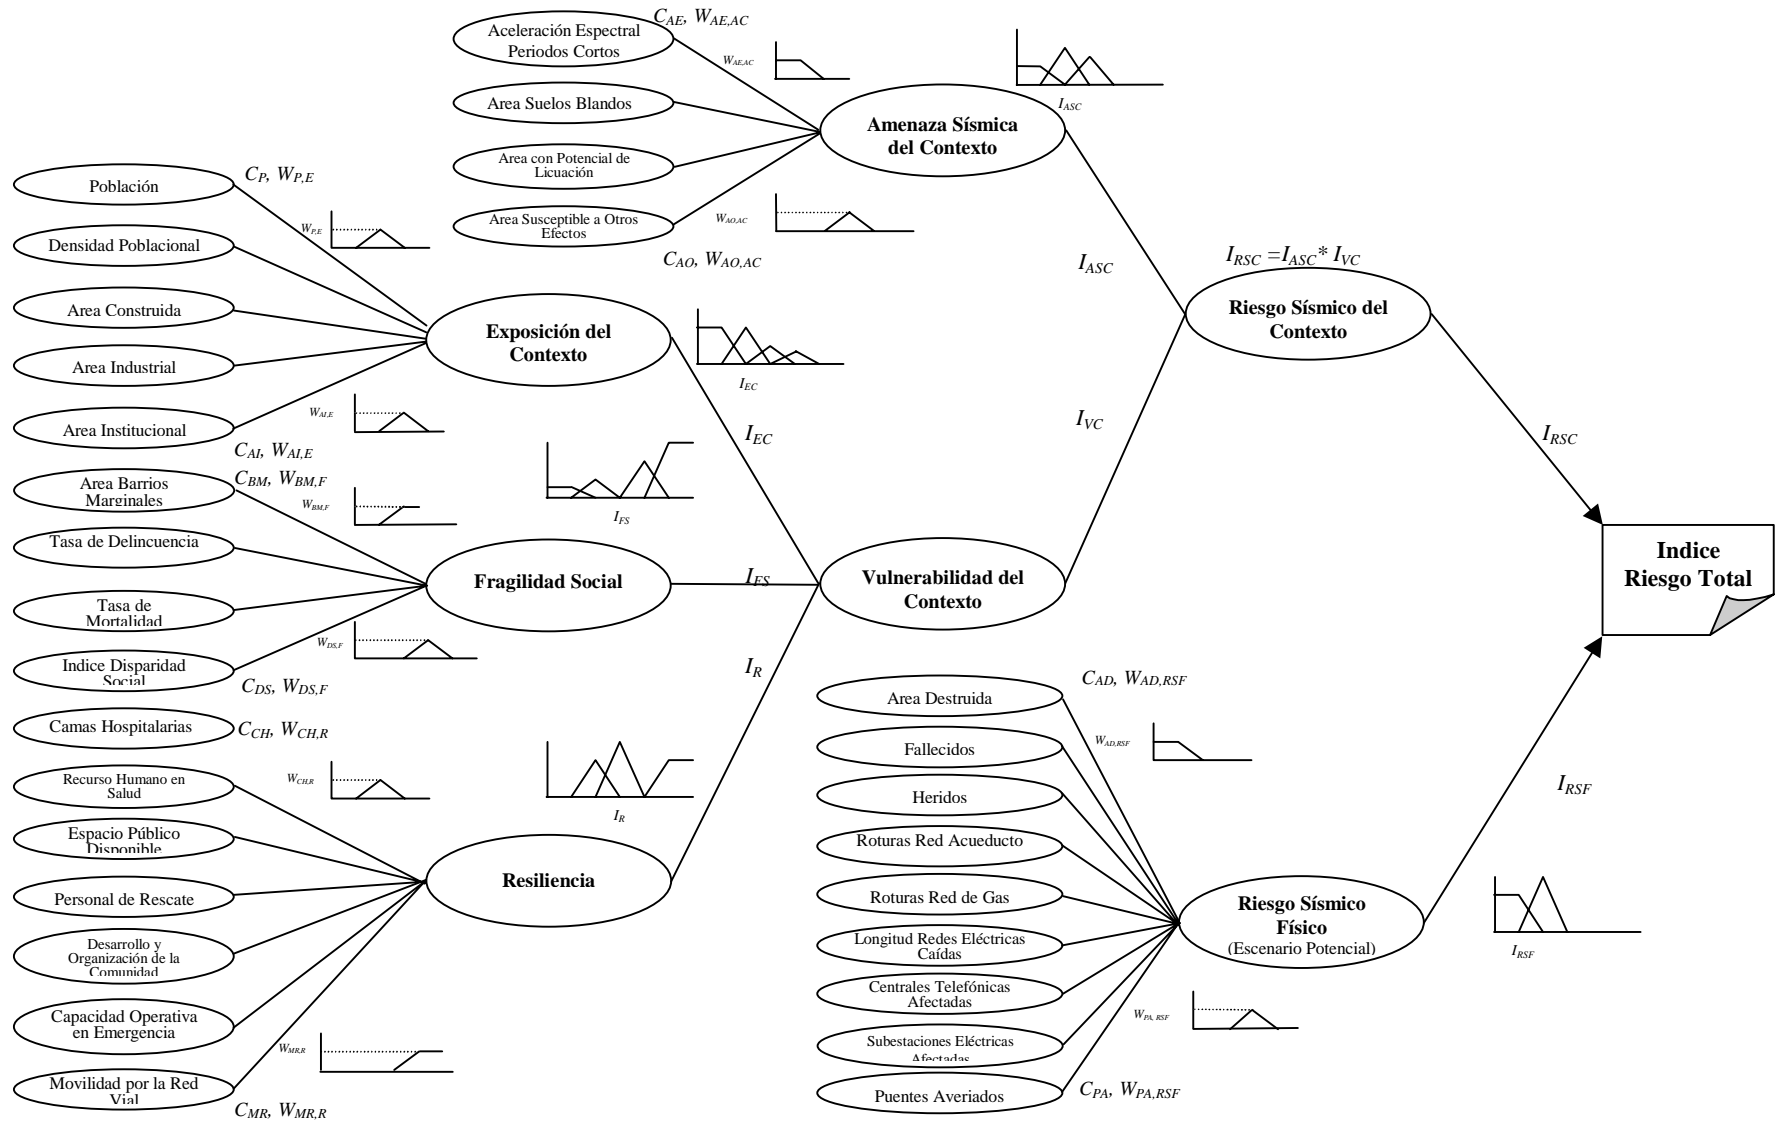 C_AE, W_AE,AC
Aceleración Espectral
Periodos Cortos
W_AE,AC
Area Suelos Blandos
Area con Potencial de
Licuación
Area Susceptible a Otros
Efectos
W_AO,AC
C_AO, W_AO,AC
Amenaza Sísmica
del Contexto
I_ASC
I_ASC
Población
C_P, W_P,E
W_P,E
Densidad Poblacional
Area Construida
Area Industrial
Area Institucional
W_AI,E
C_AI, W_AI,E
Exposición del
Contexto
I_EC
I_EC
Area Barrios
Marginales
C_BM, W_BM,F
W_BM,F
Tasa de Delincuencia
Tasa de
Mortalidad
Indice Disparidad
Social
W_DS,F
C_DS, W_DS,F
Fragilidad Social
I_FS
I_FS
Camas Hospitalarias
C_CH, W_CH,R
W_CH,R
Recurso Humano en
Salud
Espacio Público
Disponible
Personal de Rescate
Desarrollo y
Organización de la
Comunidad
Capacidad Operativa
en Emergencia
Movilidad por la Red
Vial
W_MR,R
C_MR, W_MR,R
Resiliencia
I_R
I_R
Vulnerabilidad del
Contexto
I_VC
I_RSC =I_ASC* I_VC
Riesgo Sísmico del
Contexto
I_RSC
Area Destruida
C_AD, W_AD,RSF
W_AD,RSF
Fallecidos
Heridos
Roturas Red Acueducto
Roturas Red de Gas
Longitud Redes Eléctricas
Caídas
Centrales Telefónicas
Afectadas
Subestaciones Eléctricas
Afectadas
Puentes Averiados
W_PA, RSF
C_PA, W_PA,RSF
Riesgo Sísmico
Físico
(Escenario Potencial)
I_RSF
I_RSF
Indice
Riesgo Total